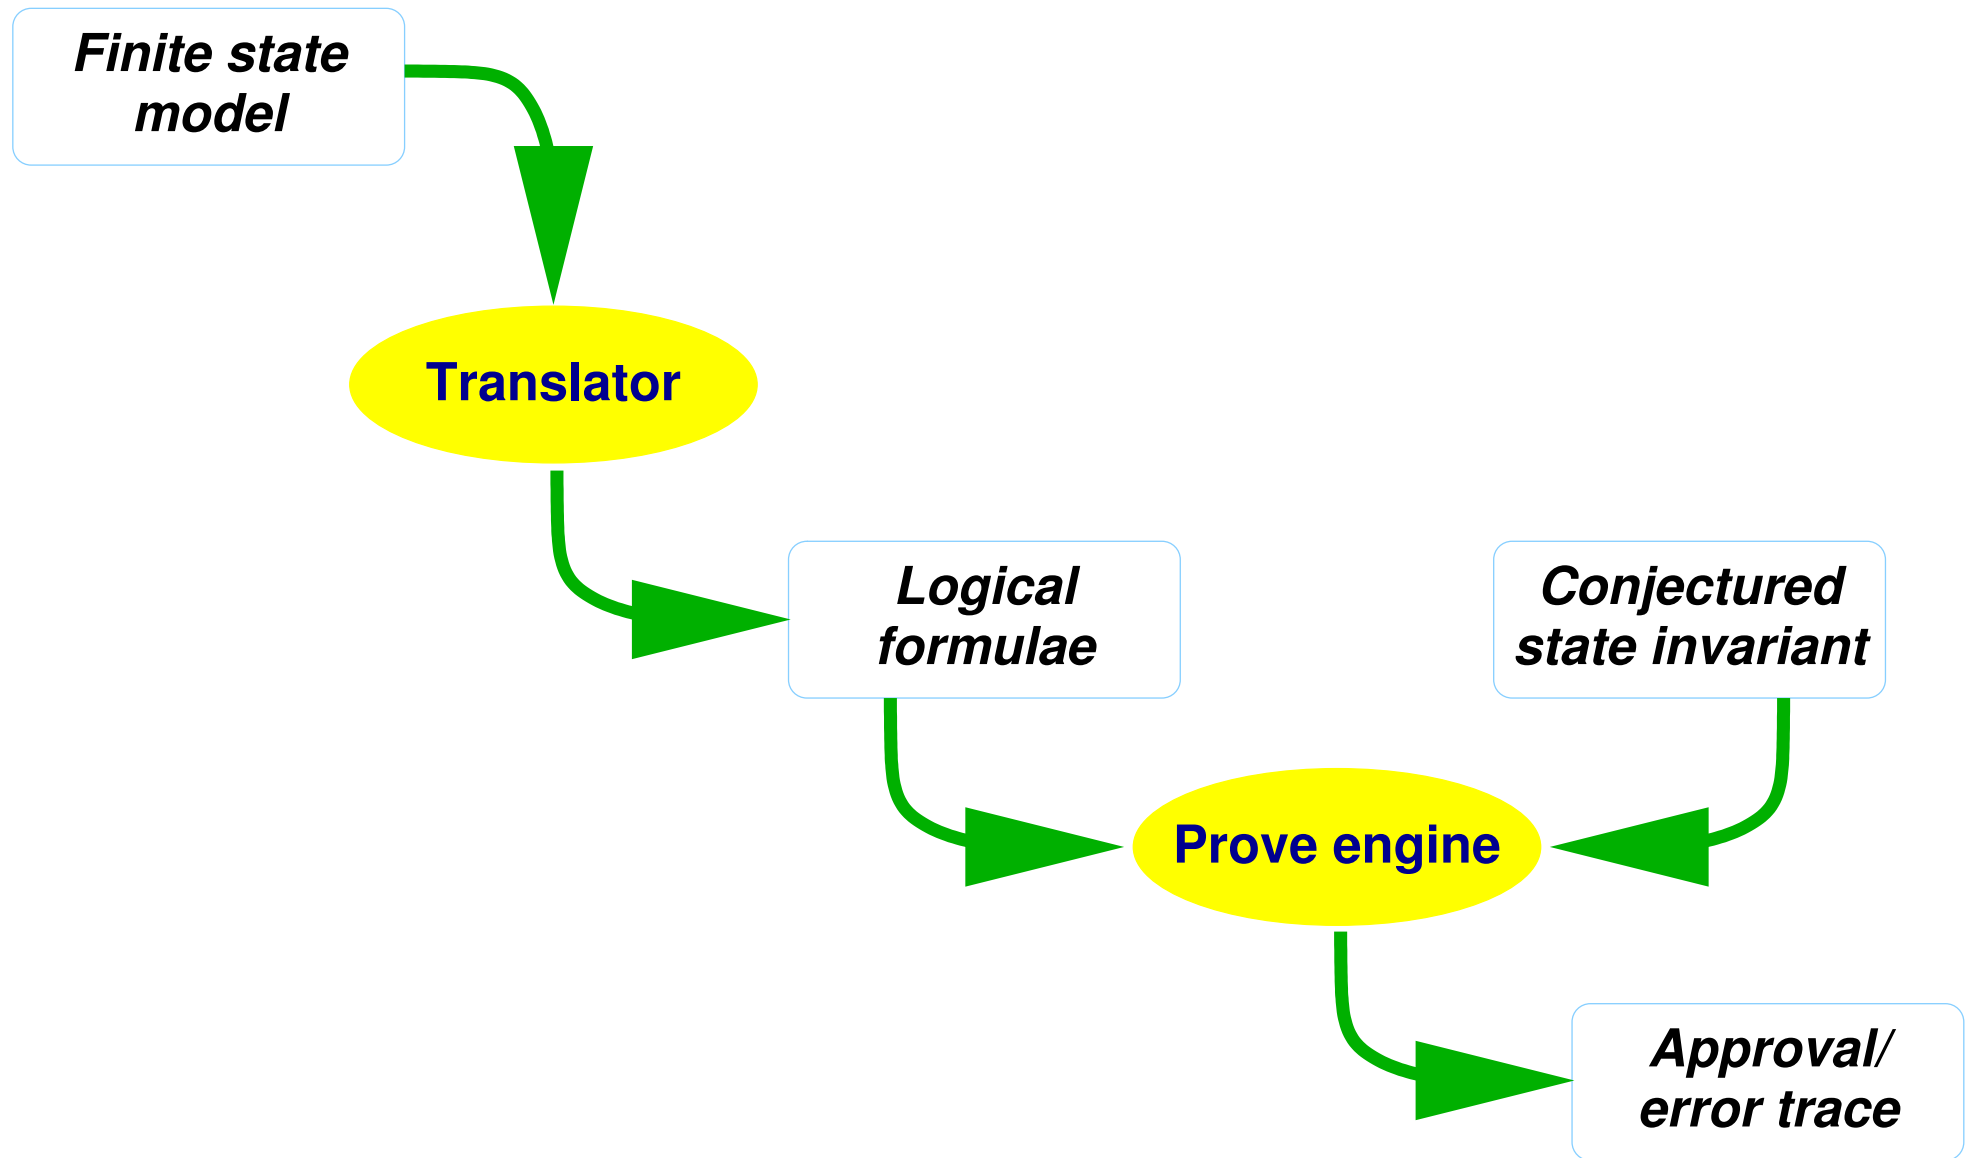 Finite state
model
Translator
Logical
formulae
Conjectured
state invariant
Prove engine
Approval/
error trace